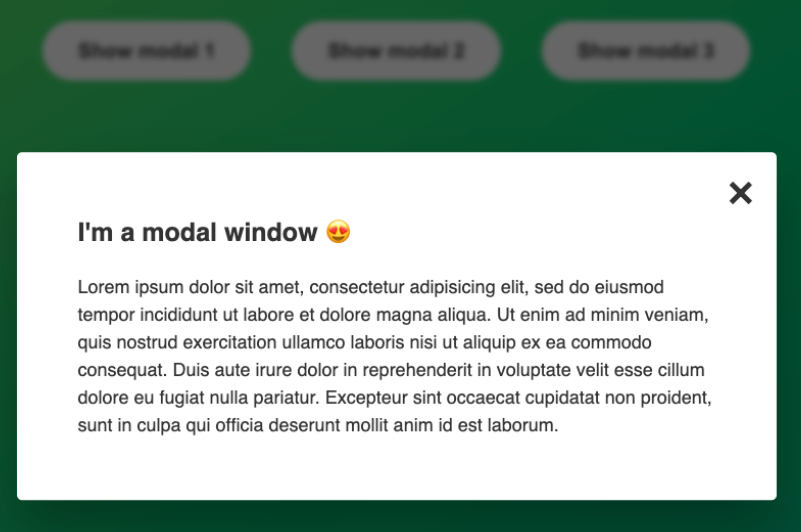 Show modal 1
Show modal 2
Show modal 3
I'm a modal window 😍
Lorem ipsum dolor sit amet, consectetur adipisicing elit, sed do eiusmod
tempor incididunt ut labore et dolore magna aliqua. Ut enim ad minim veniam,
quis nostrud exercitation ullamco laboris nisi ut aliquip ex ea commodo
consequat. Duis aute irure dolor in reprehenderit in voluptate velit esse cillum
dolore eu fugiat nulla pariatur. Excepteur sint occaecat cupidatat non proident,
sunt in culpa qui officia deserunt mollit anim id est laborum.